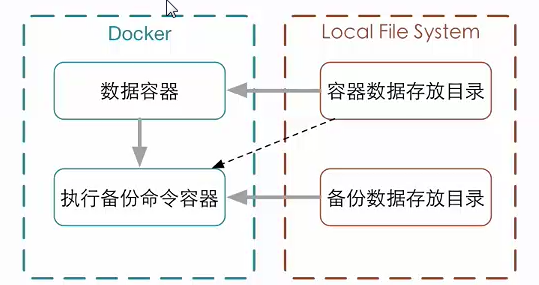 Docker
Local File System
数据容器
容器数据存放目录
执行备份命令容器
备份数据存放目录